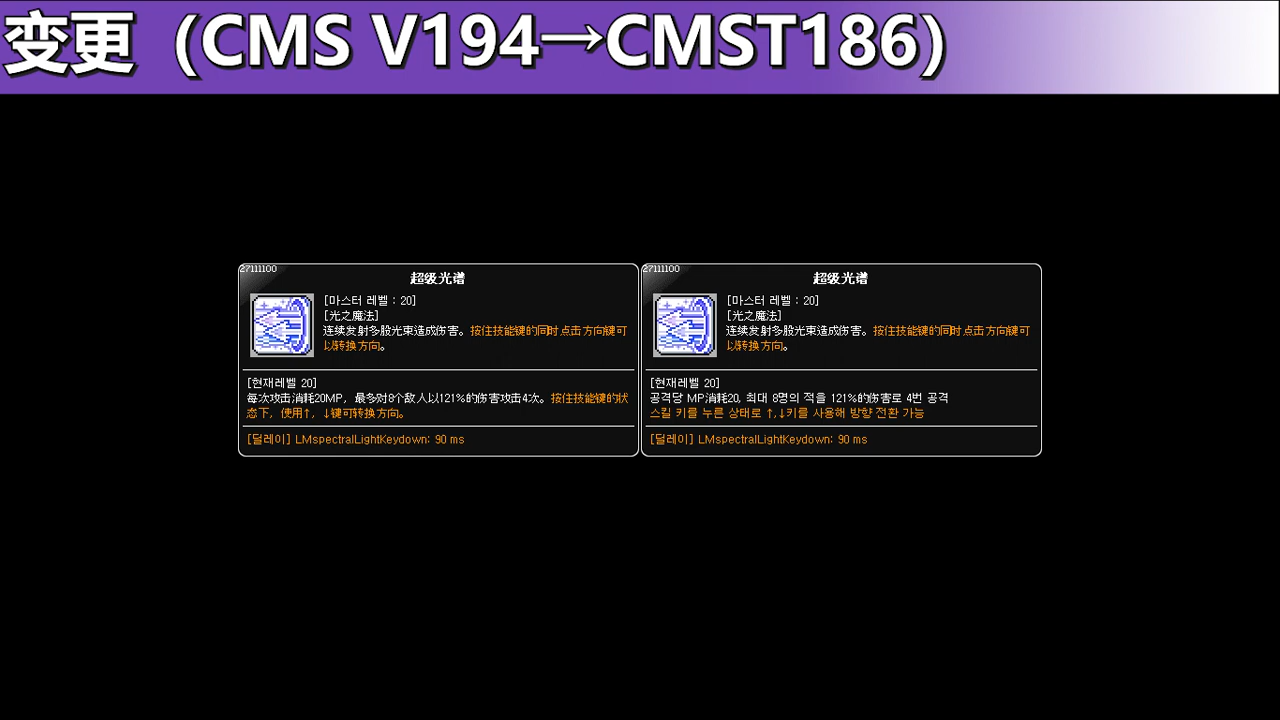 变更（CMS V194→CMST186）
27111100
超级光谱
[마스터 레벨 : 20]
[光之魔法]
连续发射多股光束造成伤害。按住技能键的同时点击方向键可
以转换方向。
[현재레벨 20]
每次攻击消耗20MP，最多对8个敌人以121%的伤害攻击4次。按住技能键的状
态下，使用↑，↓键可转换方向。
[딜레이] LMspectralLightKeydown: 90 ms
27111100
超级光谱
[마스터 레벨 : 20]
[光之魔法]
连续发射多股光束造成伤害。按住技能键的同时点击方向键可
以转换方向。
[현재레벨 20]
공격당 MP消耗20, 최대 8명의 적을 121%的伤害로 4번 공격
스킬 키를 누른 상태로 ↑,↓키를 사용해 방향 전환 가능
[딜레이] LMspectralLightKeydown: 90 ms